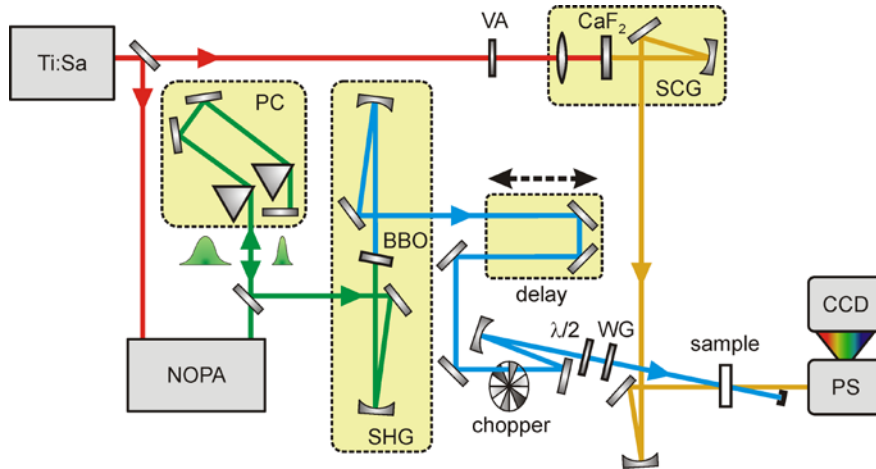 VA
CaF₂
Ti:Sa
SCG
PC
BBO
delay
CCD
λ/2
WG
sample
NOPA
PS
chopper
SHG